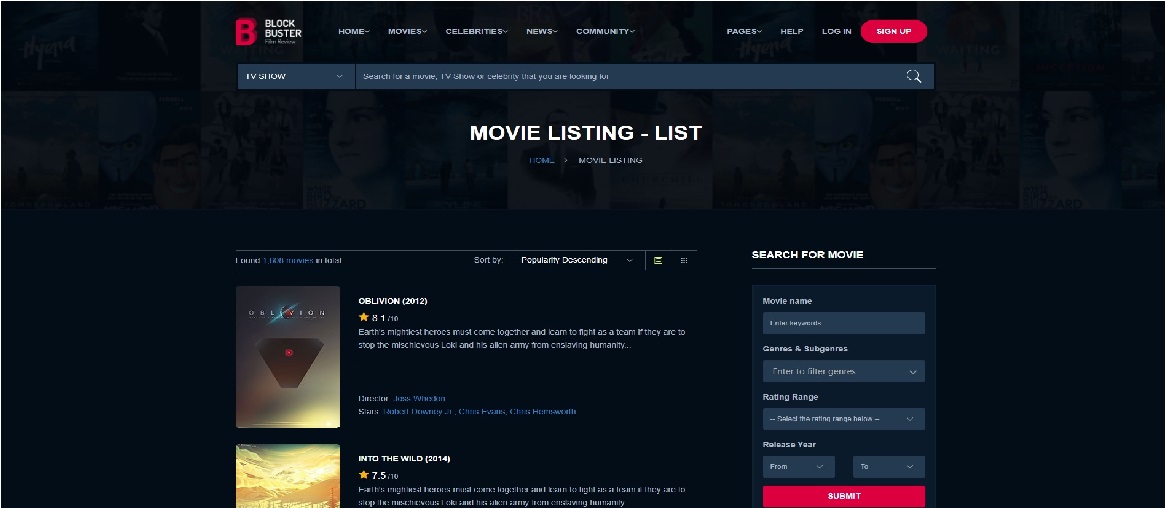 BLOCK
BUSTER
Film Review
HOME
MOVIES
CELEBRITIES
NEWS
COMMUNITY
PAGES
HELP
LOG IN
SIGN UP
TV SHOW
Search for a movie, TV Show or celebrity that you are looking for
MOVIE LISTING - LIST
HOME
MOVIE LISTING
Found 1,608 movies in total
Sort by: Popularity Descending
OBLIVION
OBLIVION (2012)
8.1 /10
Earth's mightiest heroes must come together and learn to fight as a team if they are to
stop the mischievous Loki and his alien army from enslaving humanity...
Director: Joss Whedon
Stars: Robert Downey Jr., Chris Evans, Chris Hemsworth
INTO THE WILD (2014)
7.5 /10
Earth's mightiest heroes must come together and learn to fight as a team if they are to
stop the mischievous Loki and his alien army from enslaving humanity...
SEARCH FOR MOVIE
Movie name
Enter keywords
Genres & Subgenres
Enter to filter genres
Rating Range
-- Select the rating range below --
Release Year
From
To
SUBMIT